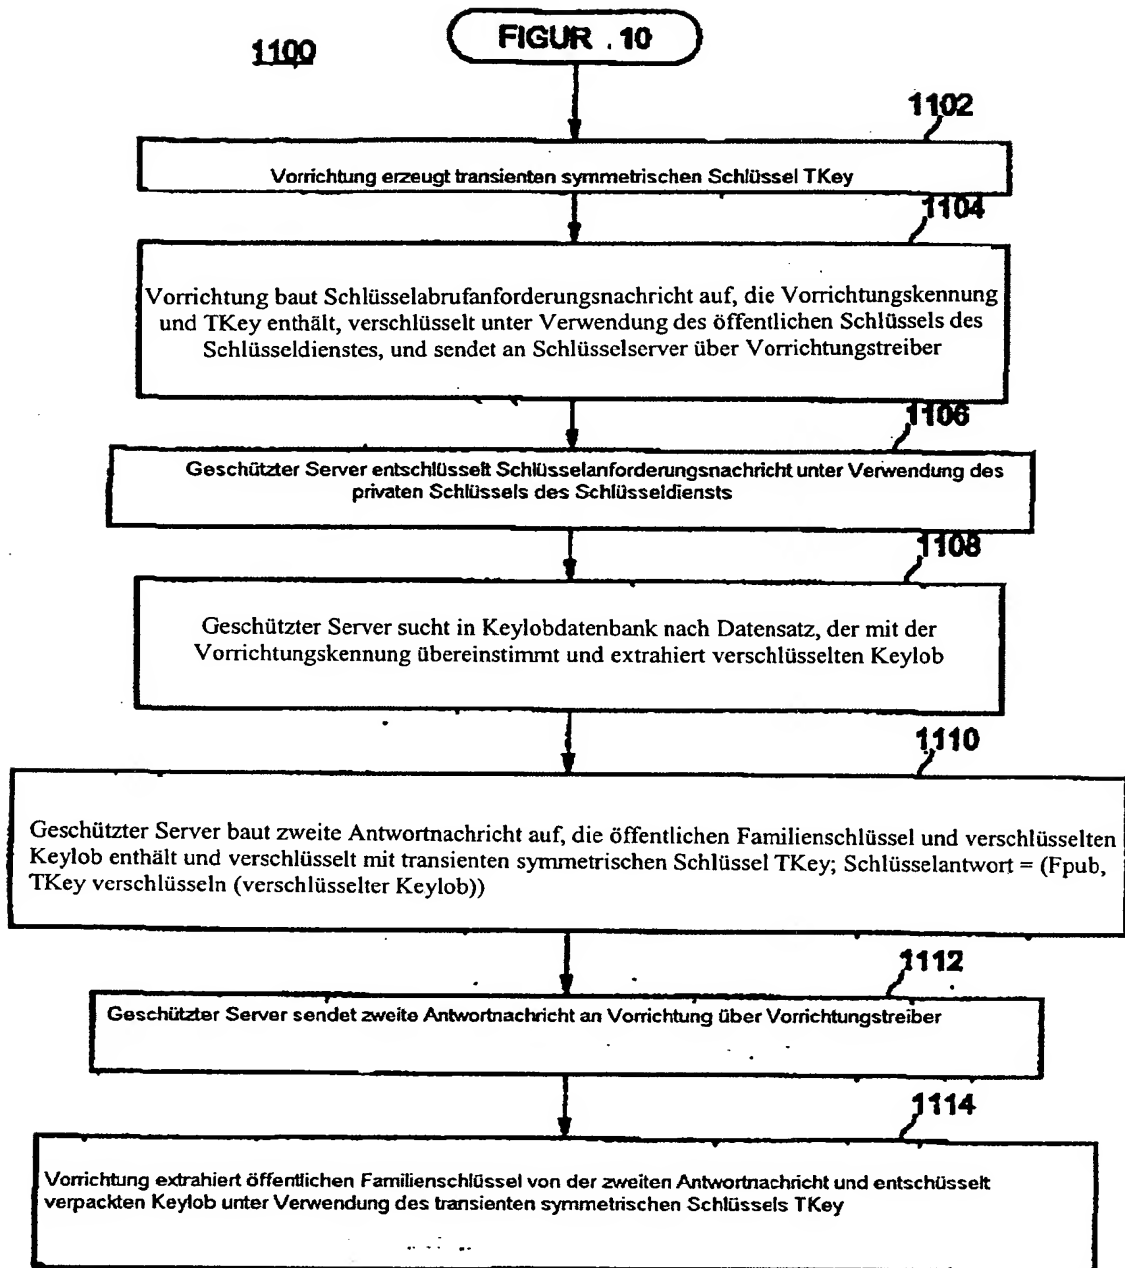 1100
FIGUR . 10
1102
Vorrichtung erzeugt transienten symmetrischen Schlüssel TKey
1104
Vorrichtung baut Schlüsselabrufanforderungsnachricht auf, die Vorrichtungskennung
und TKey enthält, verschlüsselt unter Verwendung des öffentlichen Schlüssels des
Schlüsseldienstes, und sendet an Schlüsselserver über Vorrichtungstreiber
1106
Geschützter Server entschlüsselt Schlüsselanforderungsnachricht unter Verwendung des
privaten Schlüssels des Schlüsseldiensts
1108
Geschützter Server sucht in Keylobdatenbank nach Datensatz, der mit der
Vorrichtungskennung übereinstimmt und extrahiert verschlüsselten Keylob
1110
Geschützter Server baut zweite Antwortnachricht auf, die öffentlichen Familienschlüssel und verschlüsselten
Keylob enthält und verschlüsselt mit transienten symmetrischen Schlüssel TKey; Schlüsselantwort = (Fpub,
TKey verschlüsseln (verschlüsselter Keylob))
1112
Geschützter Server sendet zweite Antwortnachricht an Vorrichtung über Vorrichtungstreiber
1114
Vorrichtung extrahiert öffentlichen Familienschlüssel von der zweiten Antwortnachricht und entschüsselt
verpackten Keylob unter Verwendung des transienten symmetrischen Schlüssels TKey